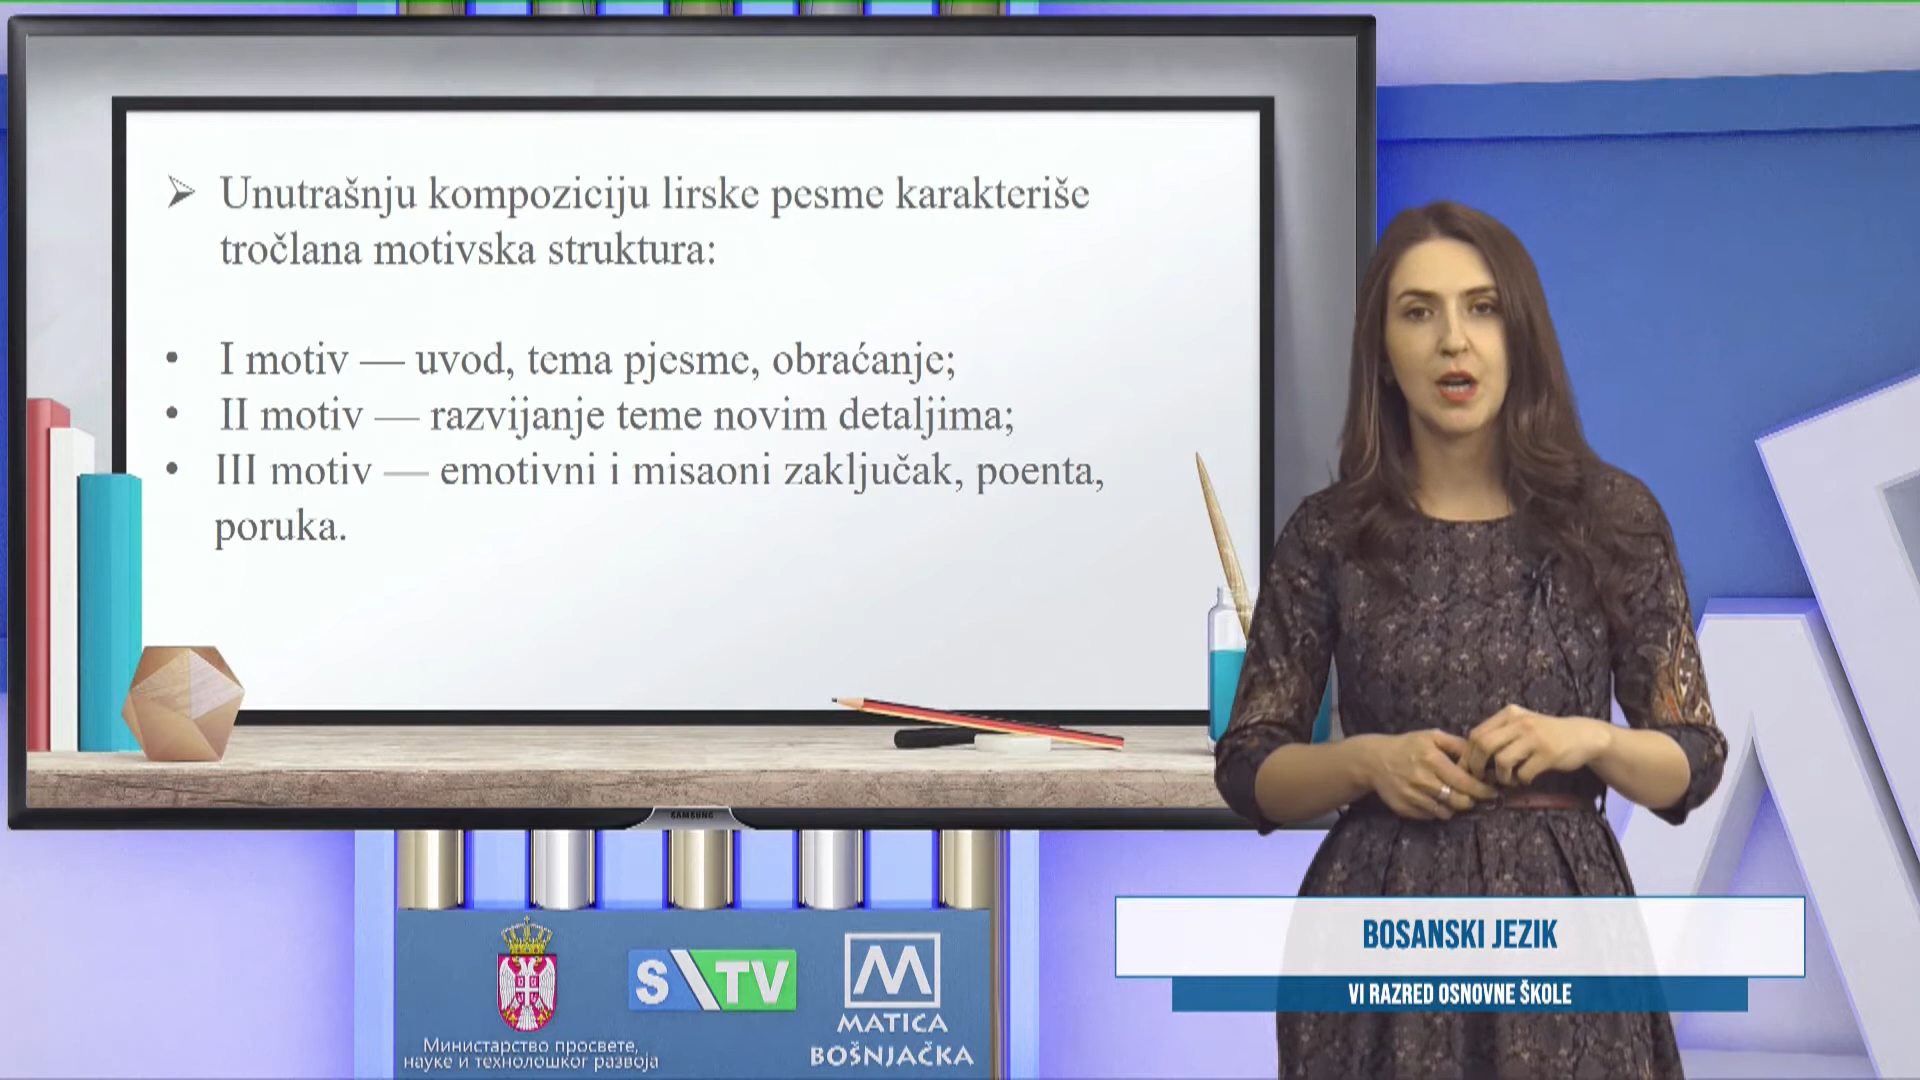 Unutrašnju kompoziciju lirske pesme karakteriše
tročlana motivska struktura:
I motiv — uvod, tema pjesme, obraćanje;
II motiv — razvijanje teme novim detaljima;
III motiv — emotivni i misaoni zaključak, poenta,
poruka.
SAMSUNG
BOSANSKI JEZIK
VI RAZRED OSNOVNE ŠKOLE
S TV
M
MATICA
BOŠNJAČKA
Министарство просвете,
науке и технолошког развоја